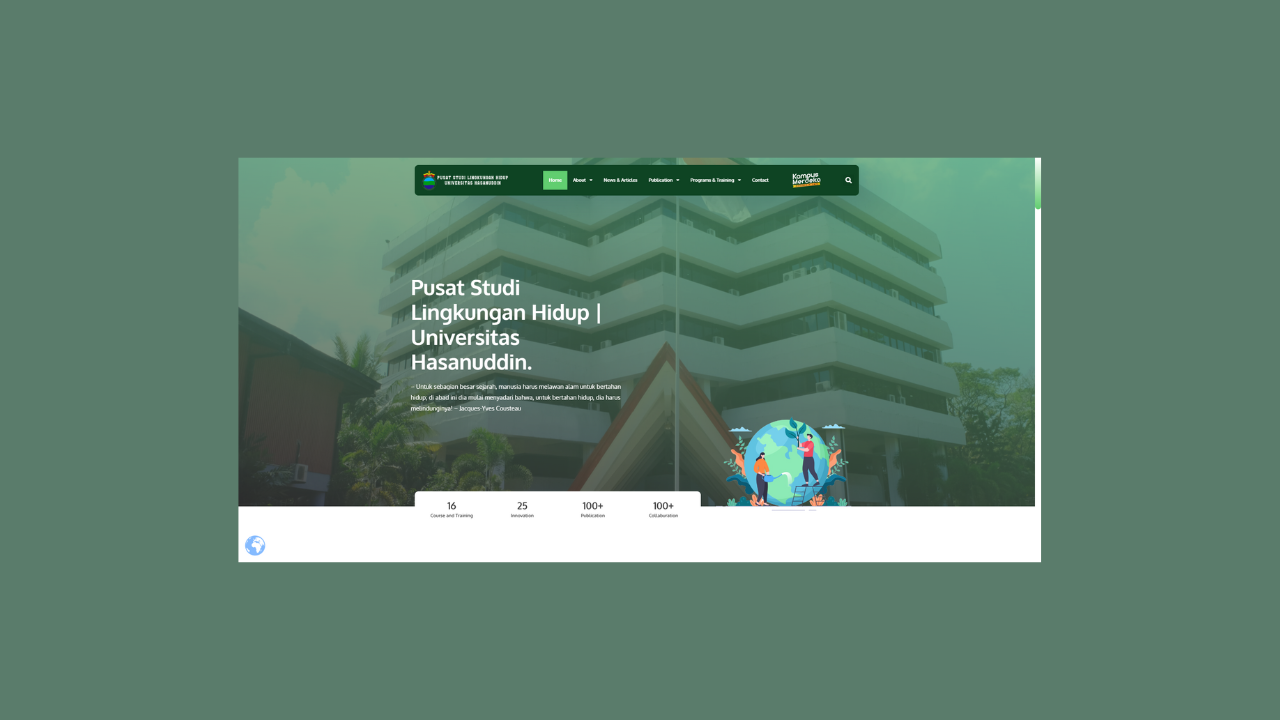 PUSAT STUDI LINGKUNGAN HIDUP
UNIVERSITAS HASANUDDIN
Home
About
News & Articles
Publication
Programs & Training
Contact
Kampus
Merdeka
Pusat Studi
Lingkungan Hidup |
Universitas
Hasanuddin.
– Untuk sebagian besar sejarah, manusia harus melawan alam untuk bertahan
hidup, di abad ini dia mulai menyadari bahwa, untuk bertahan hidup, dia harus
melindunginya! – Jacques-Yves Cousteau
16
Course and Training
25
Innovation
100+
Publication
100+
Collaboration